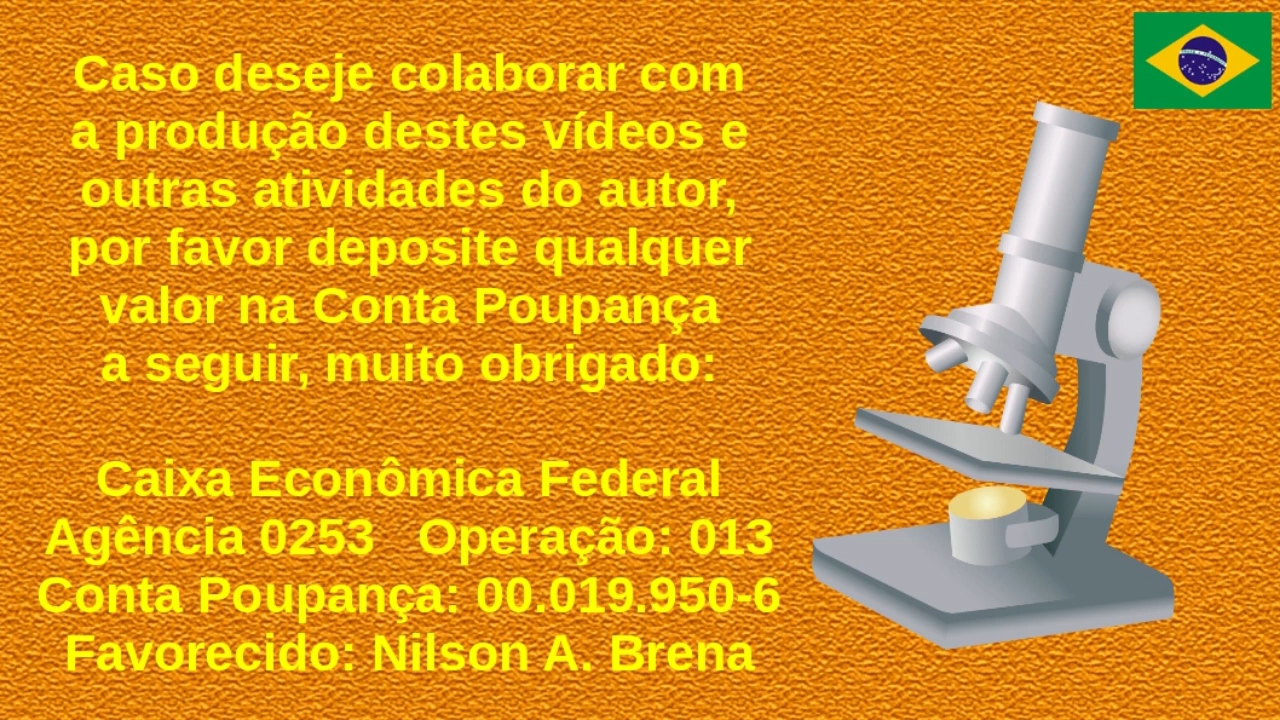 Caso deseje colaborar com
a produção destes vídeos e
outras atividades do autor,
por favor deposite qualquer
valor na Conta Poupança
a seguir, muito obrigado:
Caixa Econômica Federal
Agência 0253 Operação: 013
Conta Poupança: 00.019.950-6
Favorecido: Nilson A. Brena